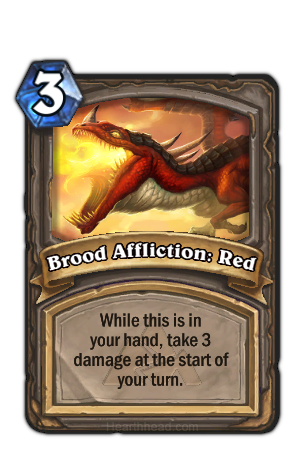 3
Brood Affliction: Red
While this is in
your hand, take 3
damage at the start of
your turn.
Hearthhead.com